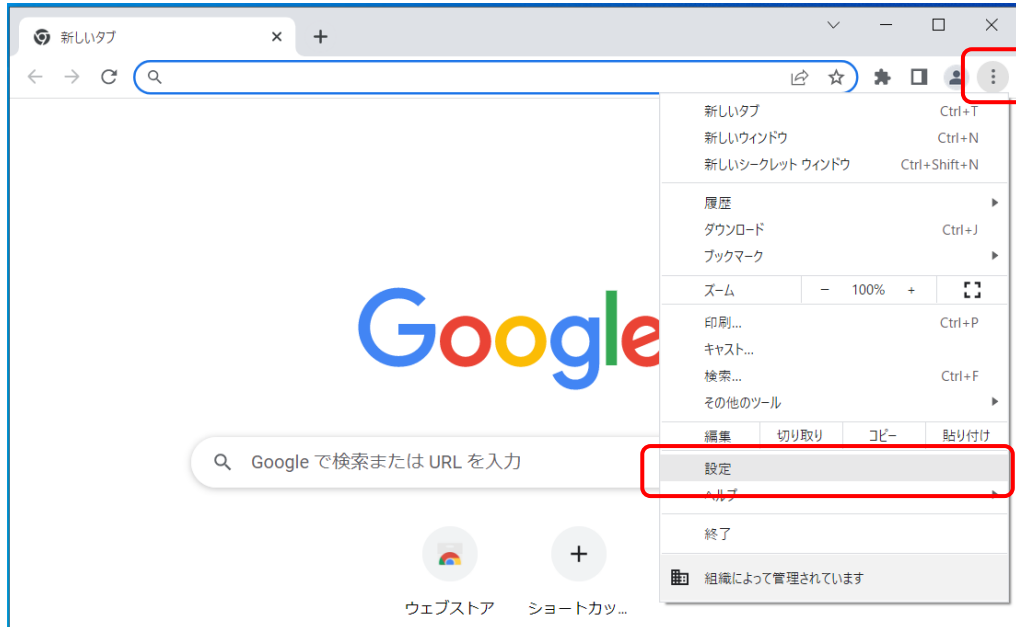 新しいタブ
新しいタブ Ctrl+T
新しいウィンドウ Ctrl+N
新しいシークレット ウィンドウ Ctrl+Shift+N
履歴
ダウンロード Ctrl+J
ブックマーク
ズーム − 100% +
印刷... Ctrl+P
キャスト...
検索... Ctrl+F
その他のツール
編集 切り取り コピー 貼り付け
設定
ヘルプ
終了
組織によって管理されています
Google
Google で検索または URL を入力
ウェブストア ショートカッ...